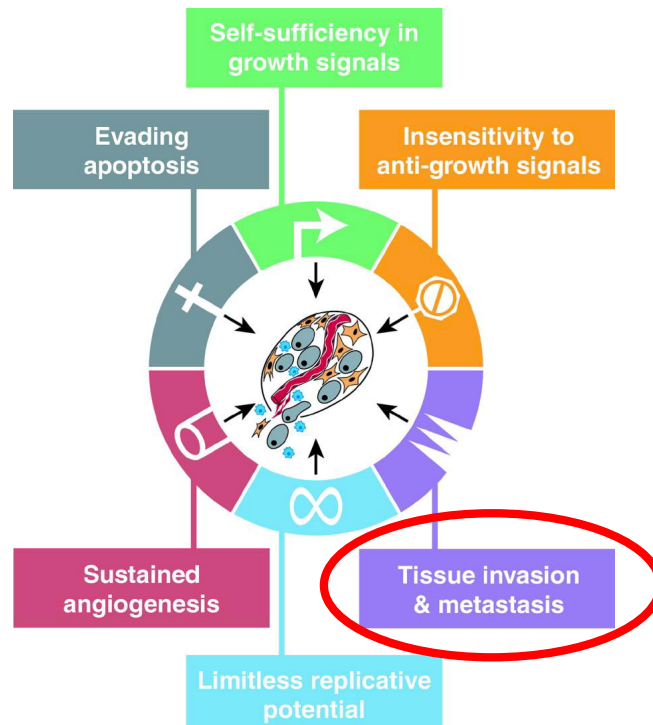 Self-sufficiency in
growth signals
Evading
apoptosis
Insensitivity to
anti-growth signals
Sustained
angiogenesis
Tissue invasion
& metastasis
Limitless replicative
potential